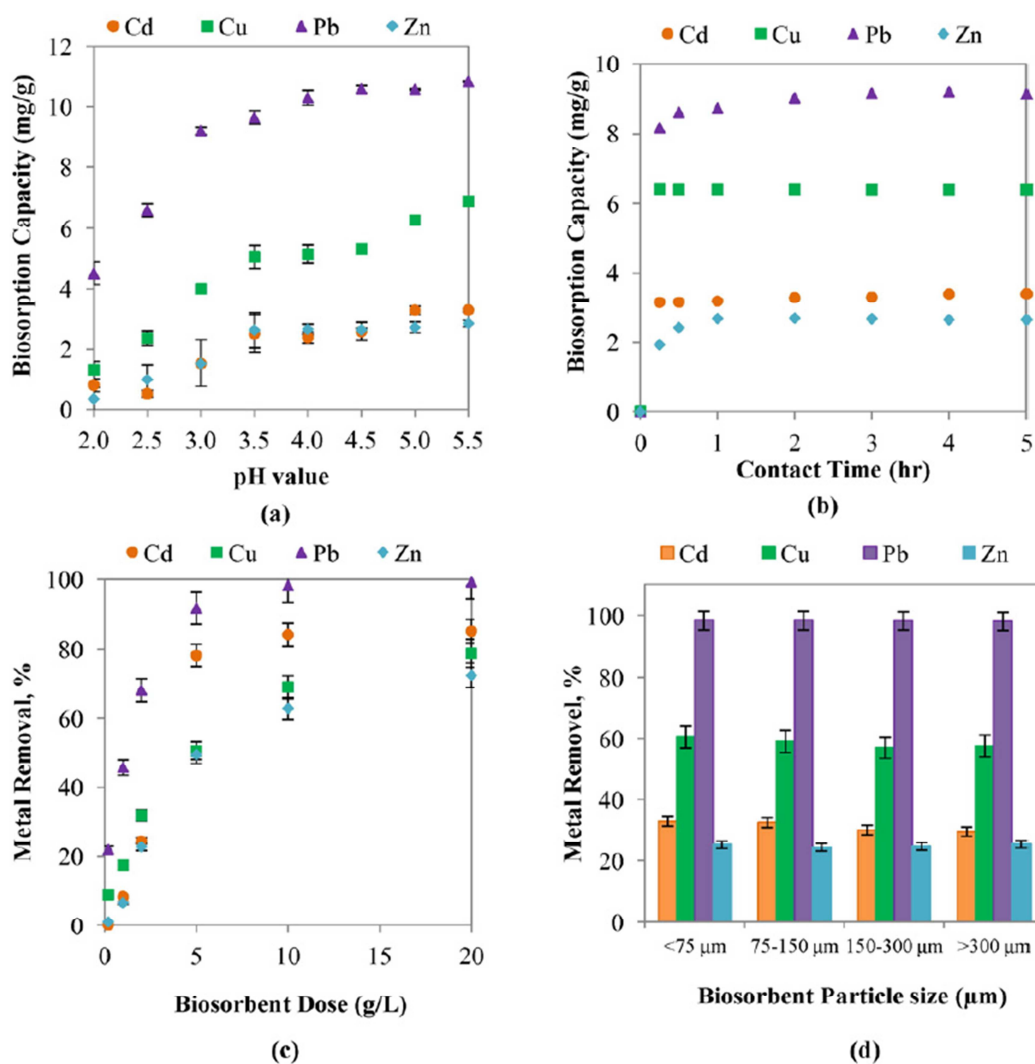 Cd Cu Pb Zn
Biosorption Capacity (mg/g)
12
10
8
6
4
2
0
2.0 2.5 3.0 3.5 4.0 4.5 5.0 5.5
pH value
(a)
Cd Cu Pb Zn
Biosorption Capacity (mg/g)
10
8
6
4
2
0
0 1 2 3 4 5
Contact Time (hr)
(b)
Cd Cu Pb Zn
Metal Removal, %
100
80
60
40
20
0
0 5 10 15 20
Biosorbent Dose (g/L)
(c)
Cd Cu Pb Zn
Metal Removel, %
100
80
60
40
20
0
<75 μm 75-150 μm 150-300 μm >300 μm
Biosorbent Particle size (μm)
(d)